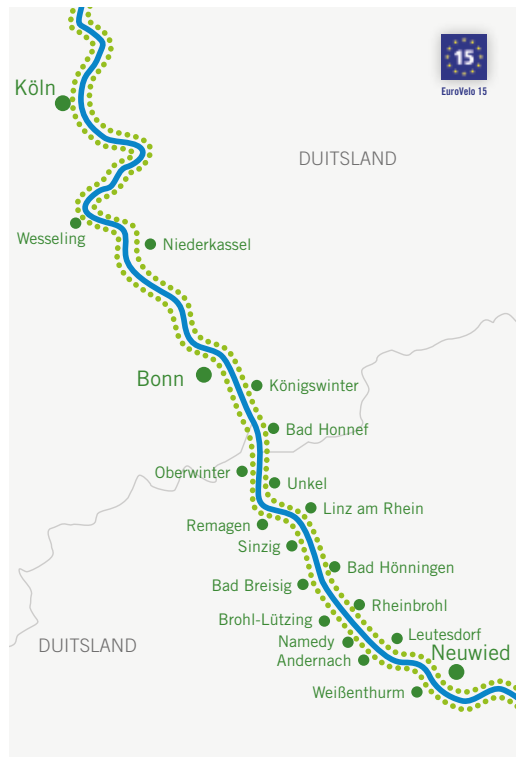 15
EuroVelo 15
Köln
DUITSLAND
Wesseling
Niederkassel
Bonn
Königswinter
Bad Honnef
Oberwinter
Unkel
Linz am Rhein
Remagen
Sinzig
Bad Hönningen
Bad Breisig
Rheinbrohl
Brohl-Lützing
Leutesdorf
Namedy
DUITSLAND
Neuwied
Andernach
Weißenthurm